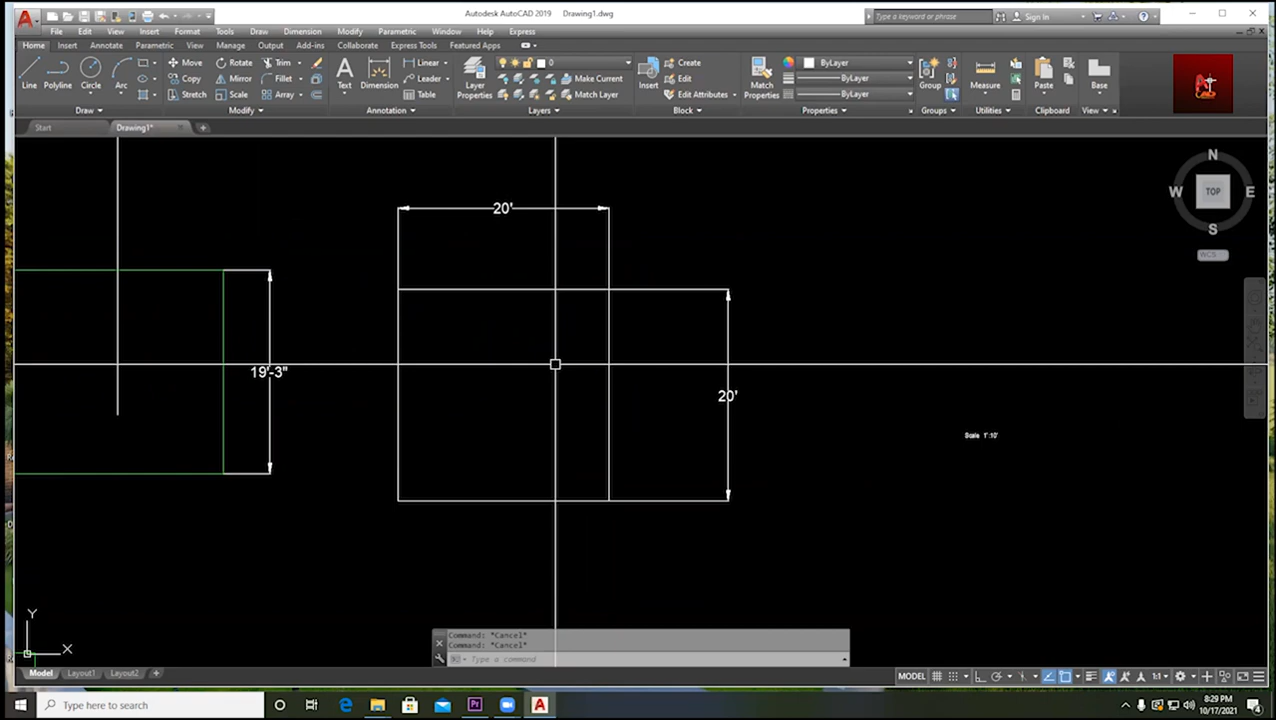 Autodesk AutoCAD 2019 Drawing1.dwg
Type a keyword or phrase
Sign In
File Edit View Insert Format Tools Draw Dimension Modify Parametric Window Help Express
Home Insert Annotate Parametric View Manage Output Add-ins Collaborate Express Tools Featured Apps
Line
Polyline
Circle
Arc
Move
Rotate
Trim
Copy
Mirror
Fillet
Stretch
Scale
Array
Text
Dimension
Linear
Leader
Table
Layer
Properties
0
Make Current
Match Layer
Insert
Create
Edit
Edit Attributes
Match
Properties
ByLayer
ByLayer
ByLayer
Group
Measure
Paste
Base
Draw Modify Annotation Layers Block Properties Groups Utilities Clipboard View
Start Drawing1*
N
W TOP E
S
WCS
20'
19'-3"
20'
Scale 1":10'
Y
X
Command: *Cancel*
Command: *Cancel*
Type a command
Model Layout1 Layout2
MODEL
1:1
Type here to search
8:29 PM
10/17/2021
4